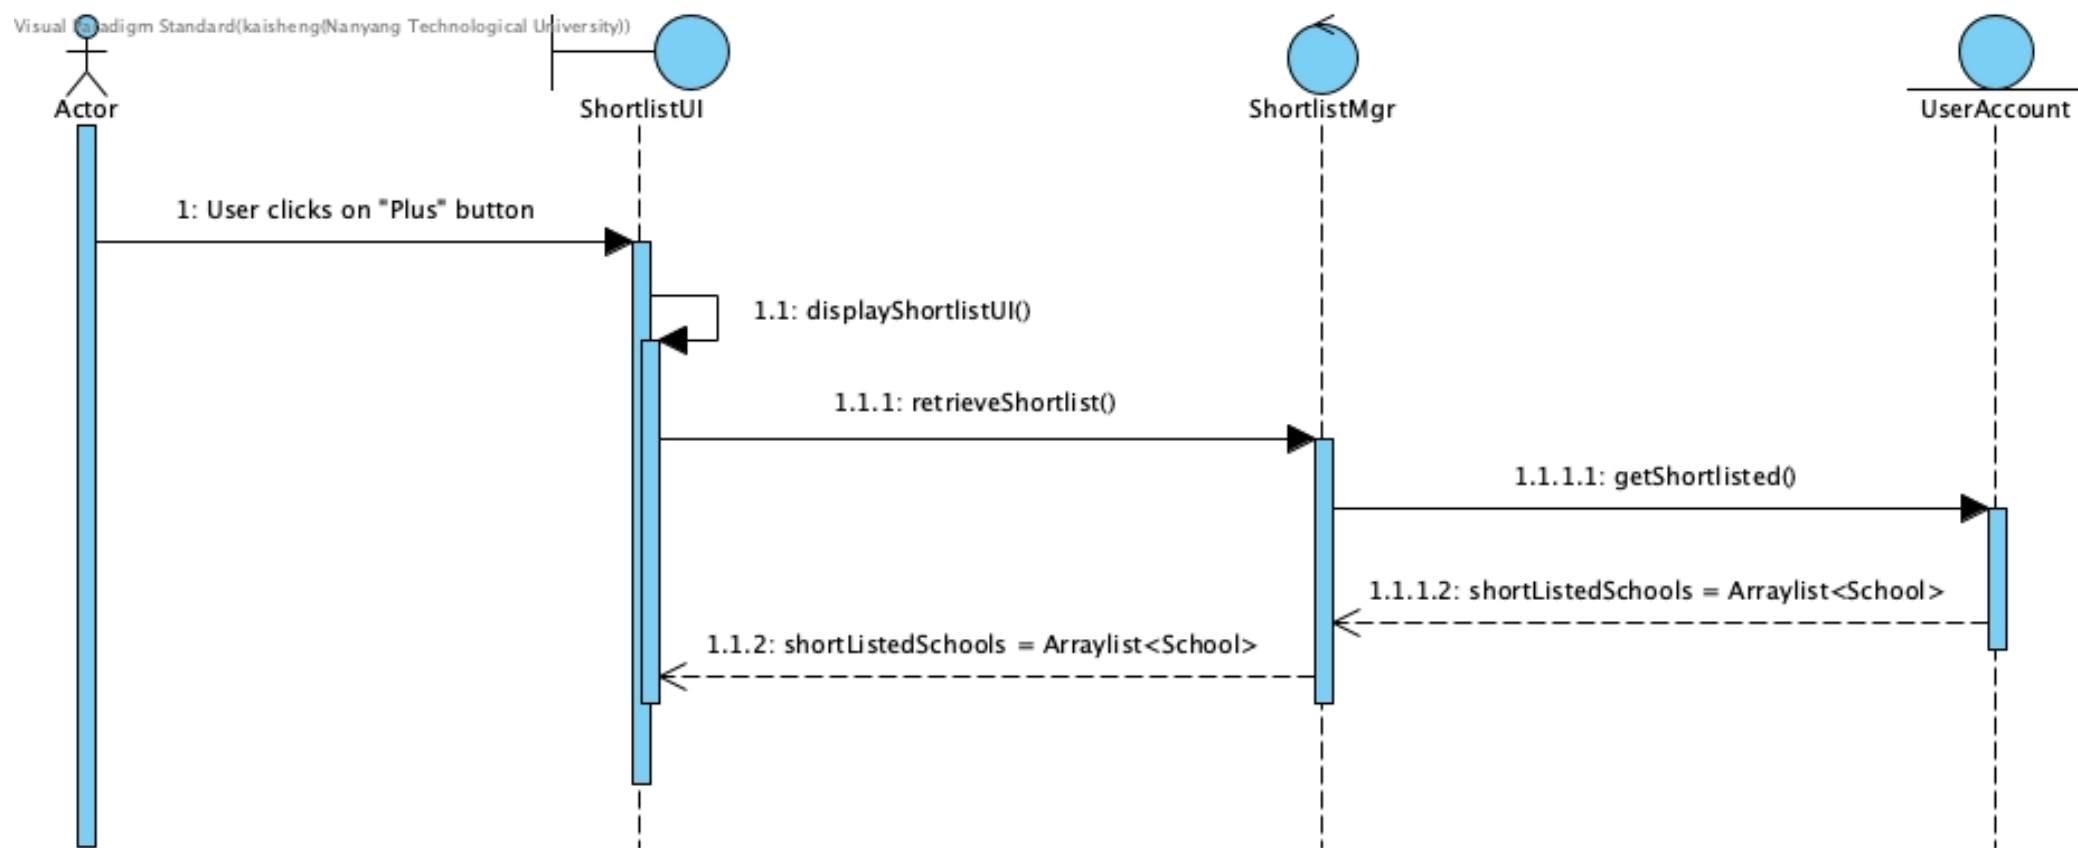 Visual Paradigm Standard(kaisheng(Nanyang Technological University))
Actor
ShortlistUI
ShortlistMgr
UserAccount
1: User clicks on "Plus" button
1.1: displayShortlistUI()
1.1.1: retrieveShortlist()
1.1.1.1: getShortlisted()
1.1.1.2: shortListedSchools = Arraylist<School>
1.1.2: shortListedSchools = Arraylist<School>